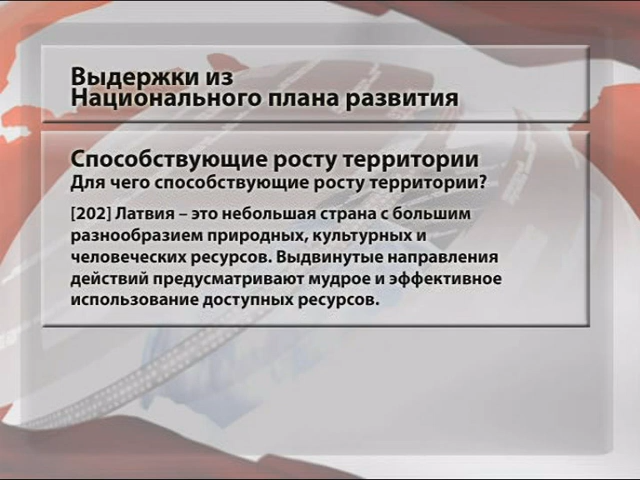 Выдержки из
Национального плана развития
Способствующие росту территории
Для чего способствующие росту территории?
[202] Латвия – это небольшая страна с большим
разнообразием природных, культурных и
человеческих ресурсов. Выдвинутые направления
действий предусматривают мудрое и эффективное
использование доступных ресурсов.